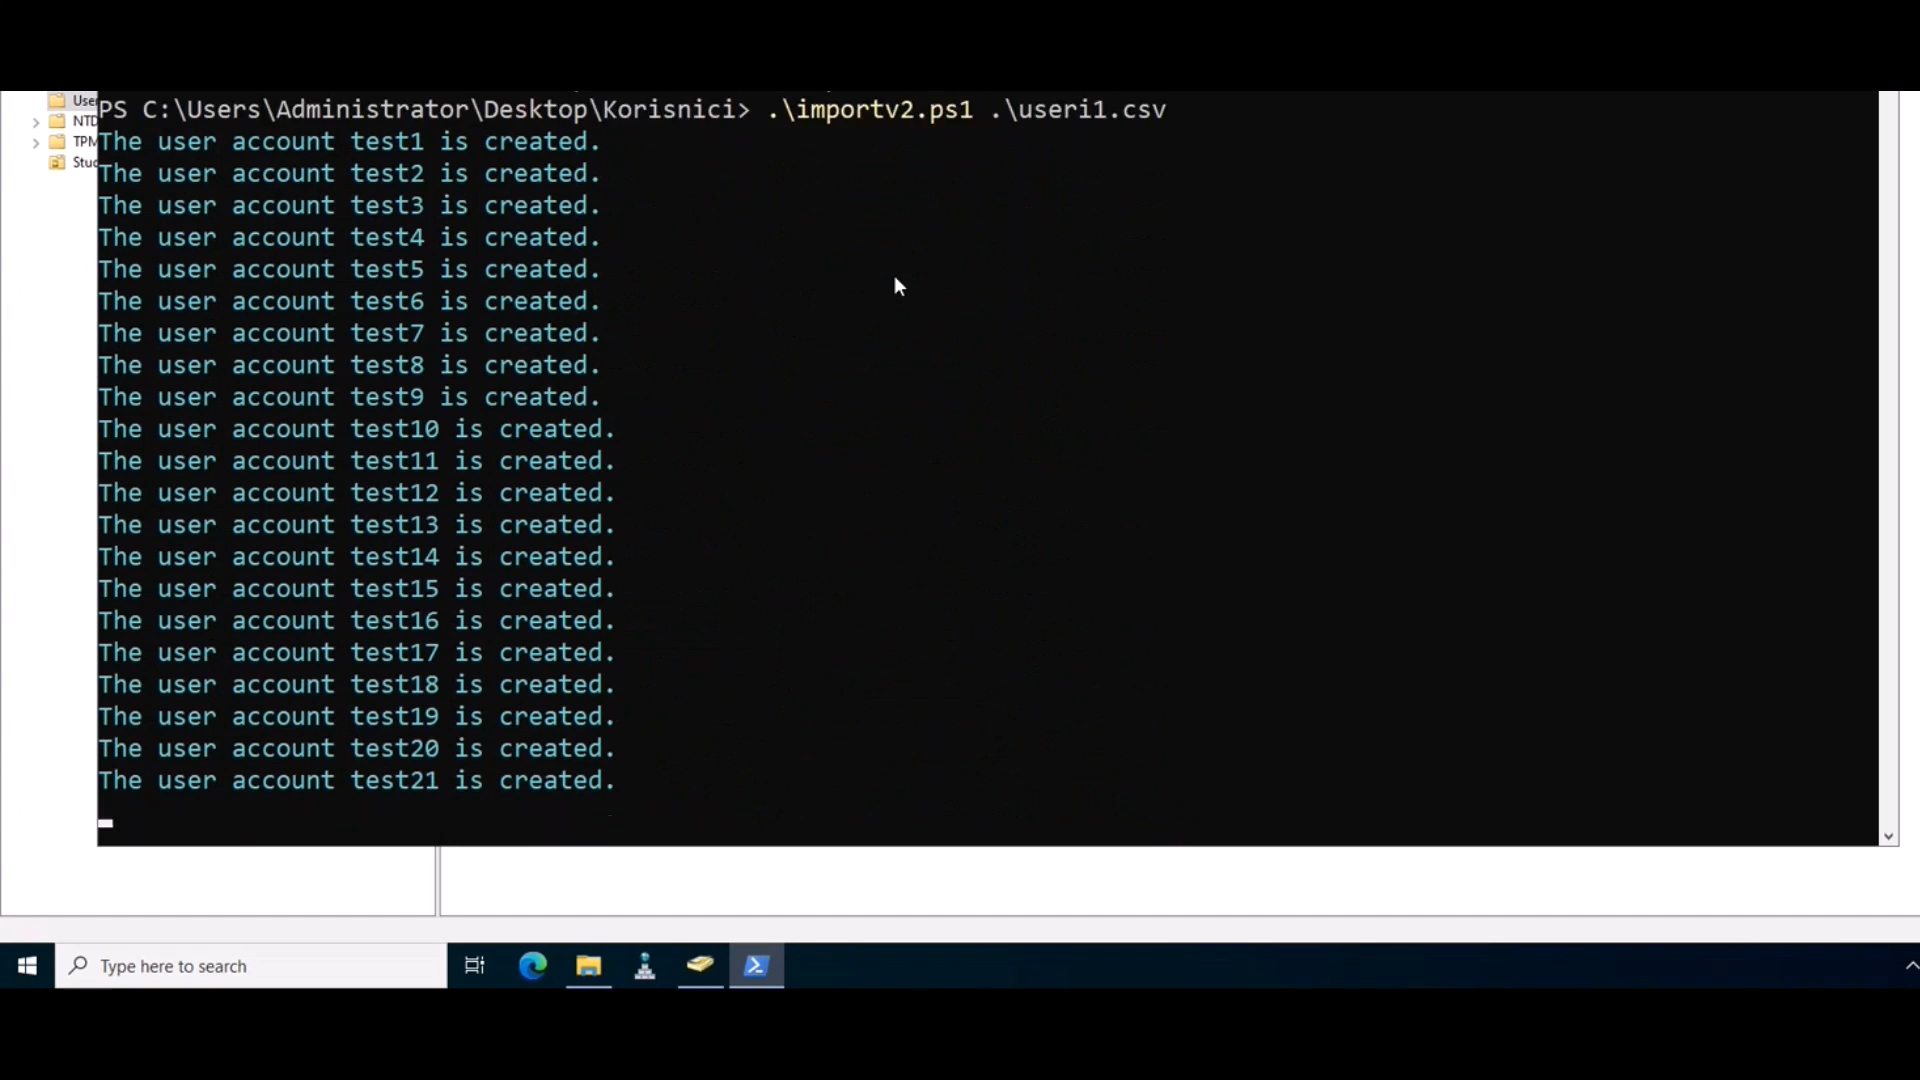 User
NTD
TPM
Stud
PS C:\Users\Administrator\Desktop\Korisnici> .\importv2.ps1 .\useri1.csv
The user account test1 is created.
The user account test2 is created.
The user account test3 is created.
The user account test4 is created.
The user account test5 is created.
The user account test6 is created.
The user account test7 is created.
The user account test8 is created.
The user account test9 is created.
The user account test10 is created.
The user account test11 is created.
The user account test12 is created.
The user account test13 is created.
The user account test14 is created.
The user account test15 is created.
The user account test16 is created.
The user account test17 is created.
The user account test18 is created.
The user account test19 is created.
The user account test20 is created.
The user account test21 is created.
Type here to search